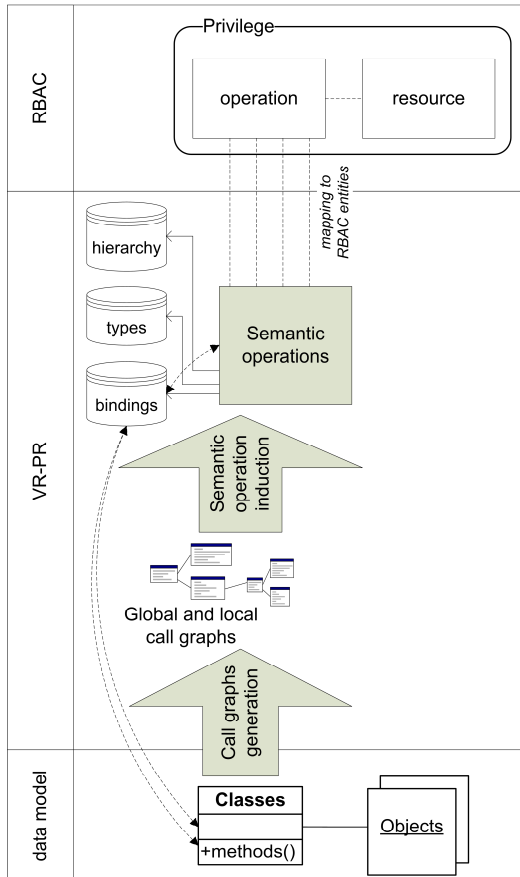 RBAC
Privilege
operation
resource
mapping to
RBAC entities
VR-PR
hierarchy
types
bindings
Semantic
operations
Semantic
operation
induction
Global and local
call graphs
Call graphs
generation
data model
Classes
+methods()
Objects